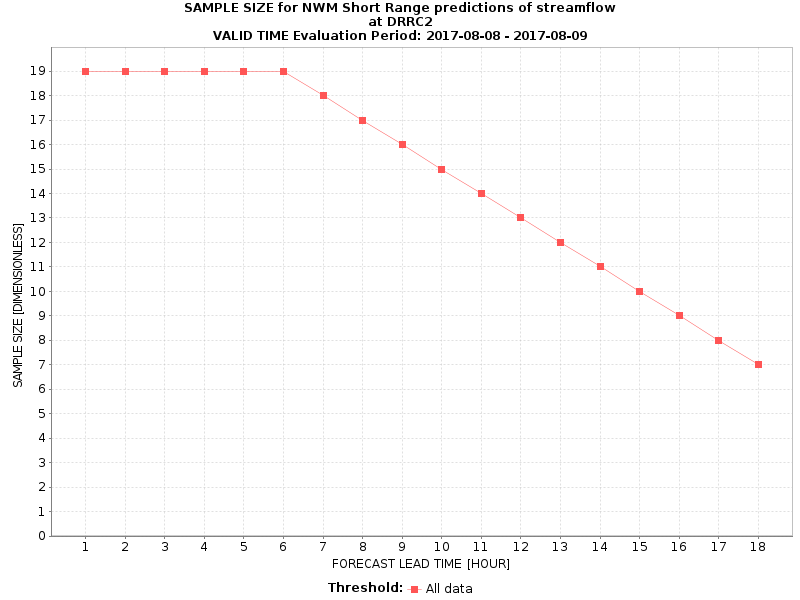 SAMPLE SIZE for NWM Short Range predictions of streamflow
at DRRC2
VALID TIME Evaluation Period: 2017-08-08 - 2017-08-09
SAMPLE SIZE [DIMENSIONLESS]
19
18
17
16
15
14
13
12
11
10
9
8
7
6
5
4
3
2
1
0
1 2 3 4 5 6 7 8 9 10 11 12 13 14 15 16 17 18
FORECAST LEAD TIME [HOUR]
Threshold: All data